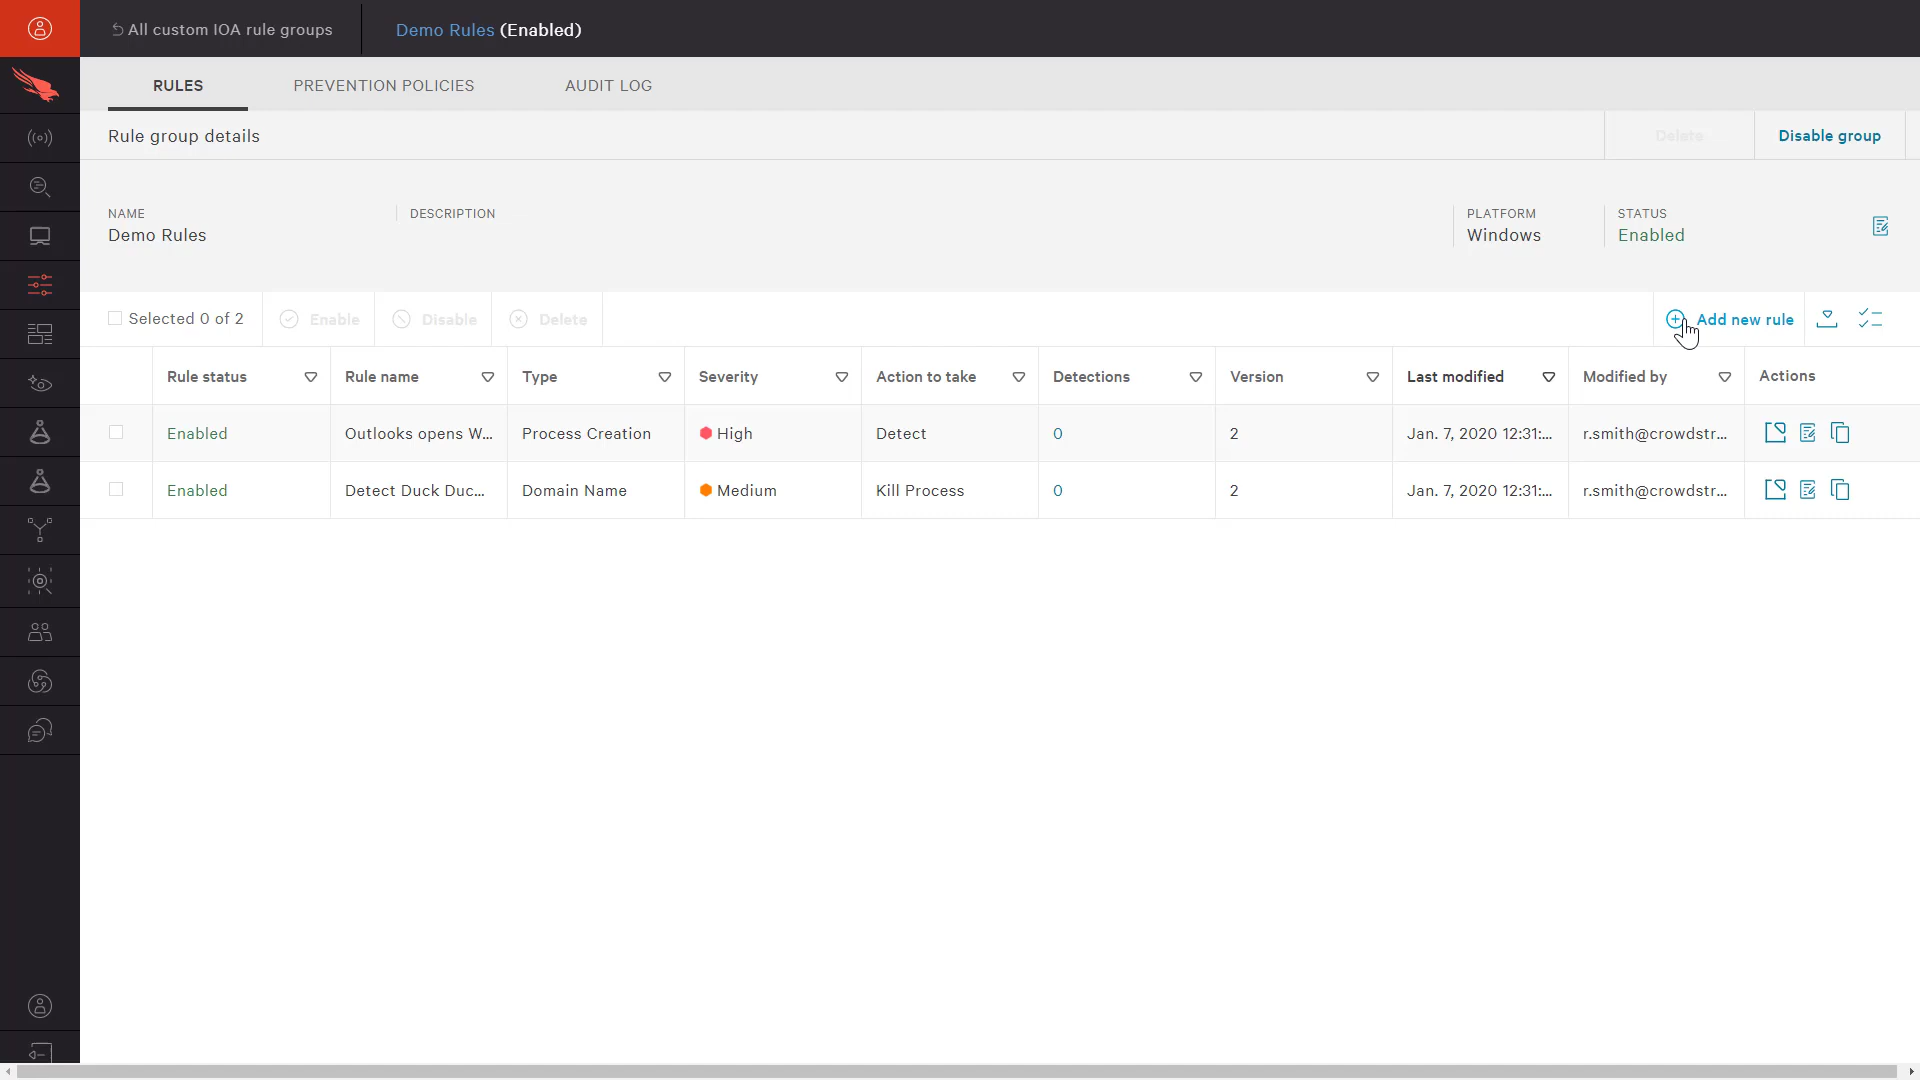 All custom IOA rule groups
Demo Rules (Enabled)
RULES
PREVENTION POLICIES
AUDIT LOG
Rule group details
Delete
Disable group
NAME
DESCRIPTION
PLATFORM
STATUS
Demo Rules
Windows
Enabled
Selected 0 of 2
Enable
Disable
Delete
Add new rule
Rule status
Rule name
Type
Severity
Action to take
Detections
Version
Last modified
Modified by
Actions
Enabled
Outlooks opens W...
Process Creation
High
Detect
0
2
Jan. 7, 2020 12:31:...
r.smith@crowdstr...
Enabled
Detect Duck Duc...
Domain Name
Medium
Kill Process
0
2
Jan. 7, 2020 12:31:...
r.smith@crowdstr...